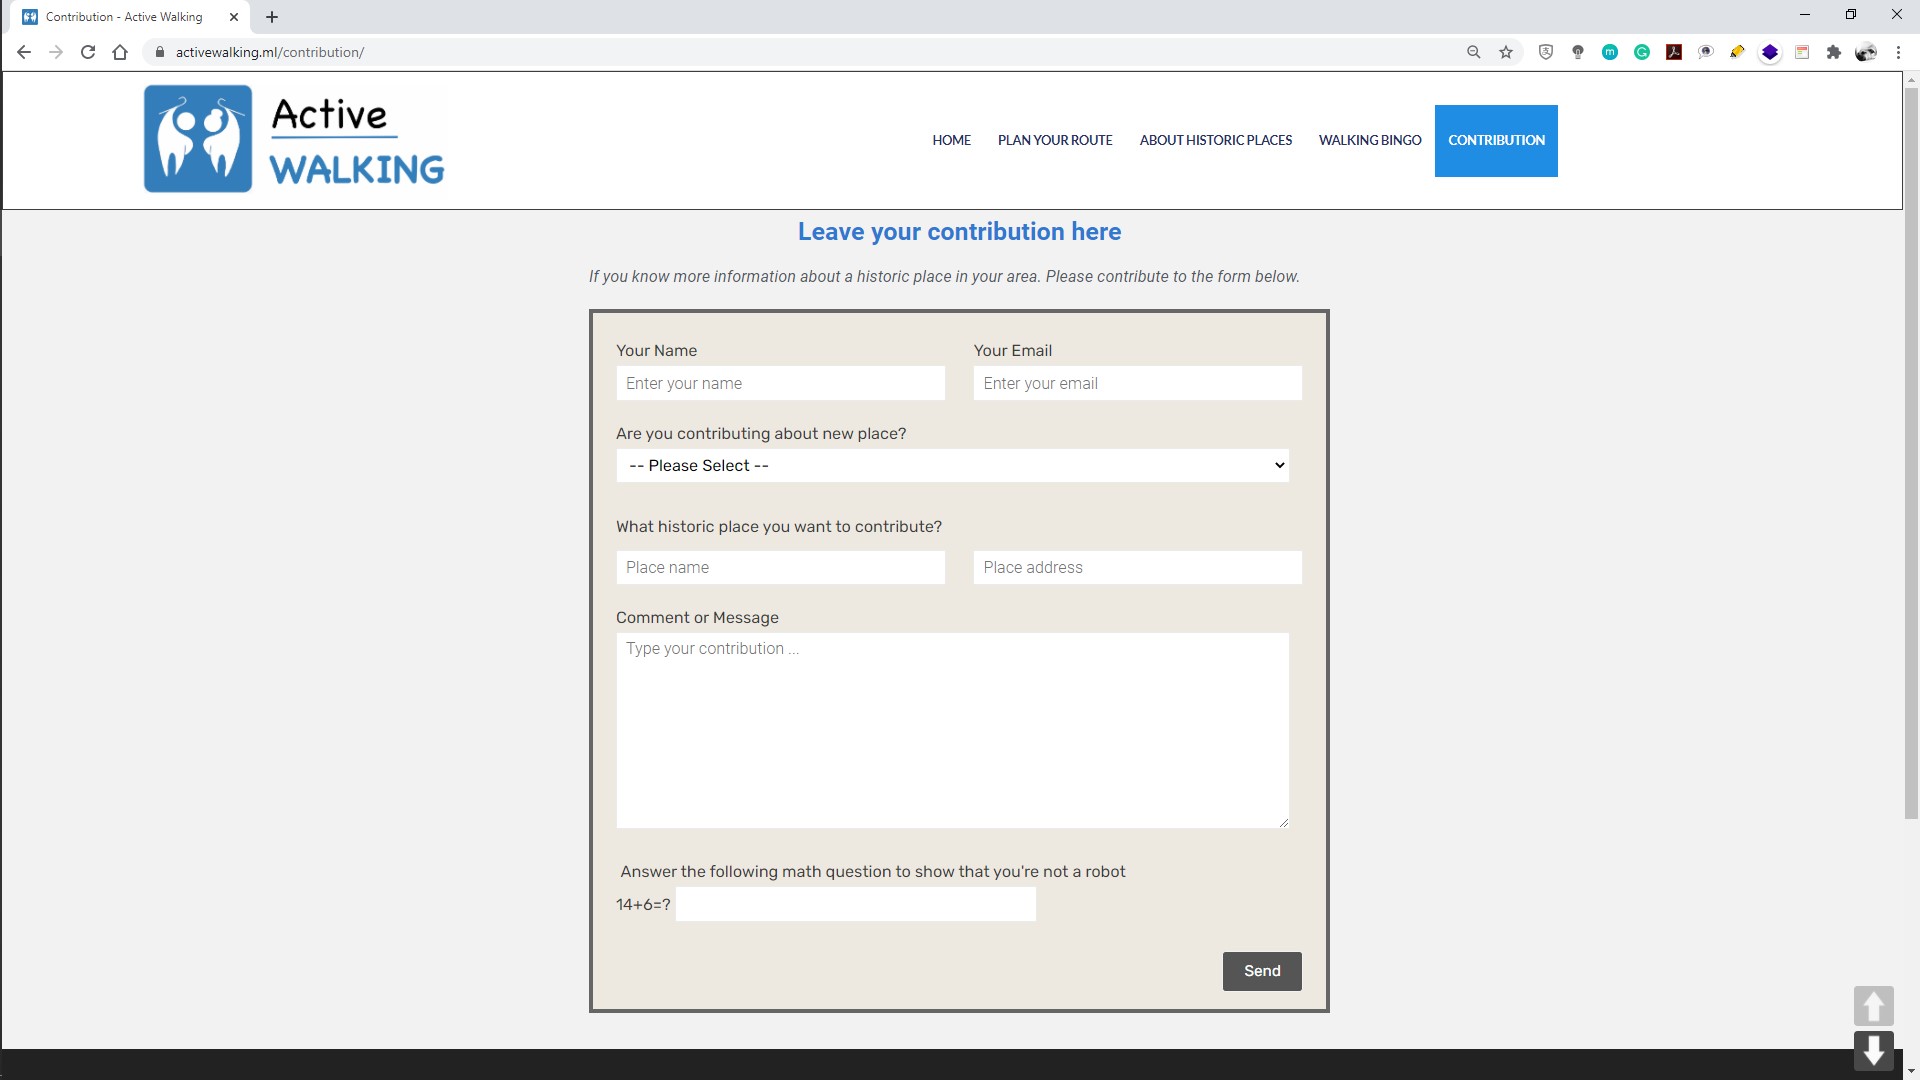 Contribution - Active Walking
activewalking.ml/contribution/
Active
WALKING
HOME PLAN YOUR ROUTE ABOUT HISTORIC PLACES WALKING BINGO CONTRIBUTION
Leave your contribution here
If you know more information about a historic place in your area. Please contribute to the form below.
Your Name Your Email
Enter your name Enter your email
Are you contributing about new place?
-- Please Select --
What historic place you want to contribute?
Place name Place address
Comment or Message
Type your contribution ...
Answer the following math question to show that you're not a robot
14+6=?
Send